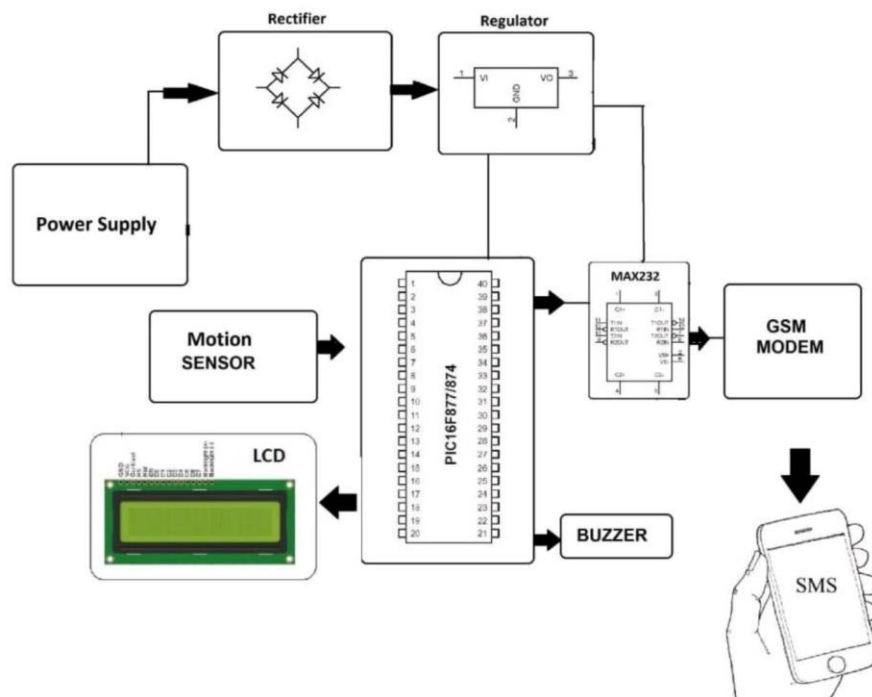 Rectifier
Regulator
1 VI VO 3
GND
2
Power Supply
Motion
SENSOR
PIC16F877/874
1 40
2 39
3 38
4 37
5 36
6 35
7 34
8 33
9 32
10 31
11 30
12 29
13 28
14 27
15 26
16 25
17 24
18 23
19 22
20 21
MAX232
GSM
MODEM
LCD
BUZZER
SMS